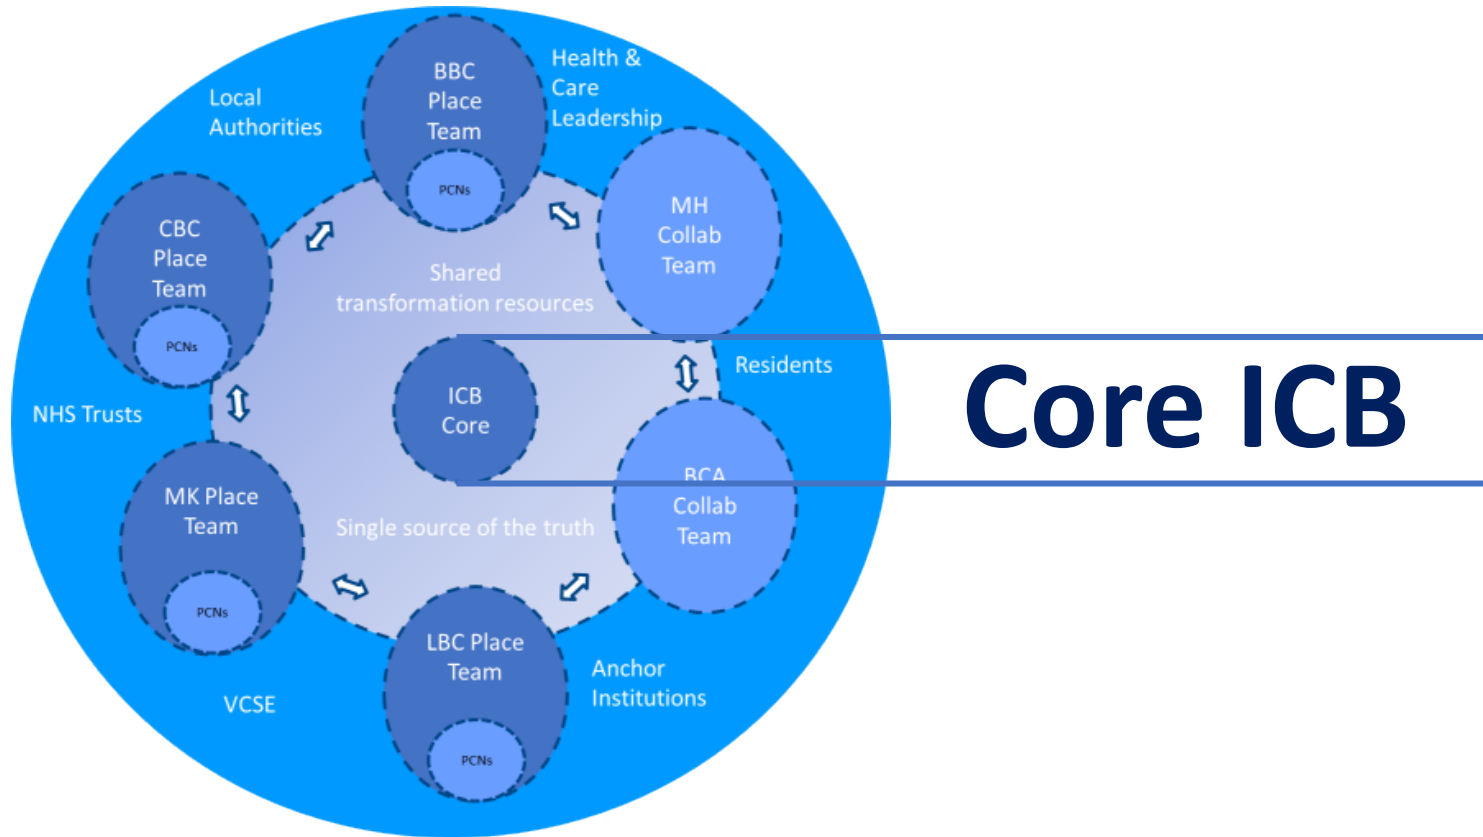 BBC
Place
Team
PCNs
Health &
Care
Leadership
Local
Authorities
MH
Collab
Team
CBC
Place
Team
PCNs
Shared
transformation resources
Residents
Core ICB
ICB
Core
NHS Trusts
BCA
Collab
Team
MK Place
Team
PCNs
Single source of the truth
LBC Place
Team
PCNs
Anchor
Institutions
VCSE